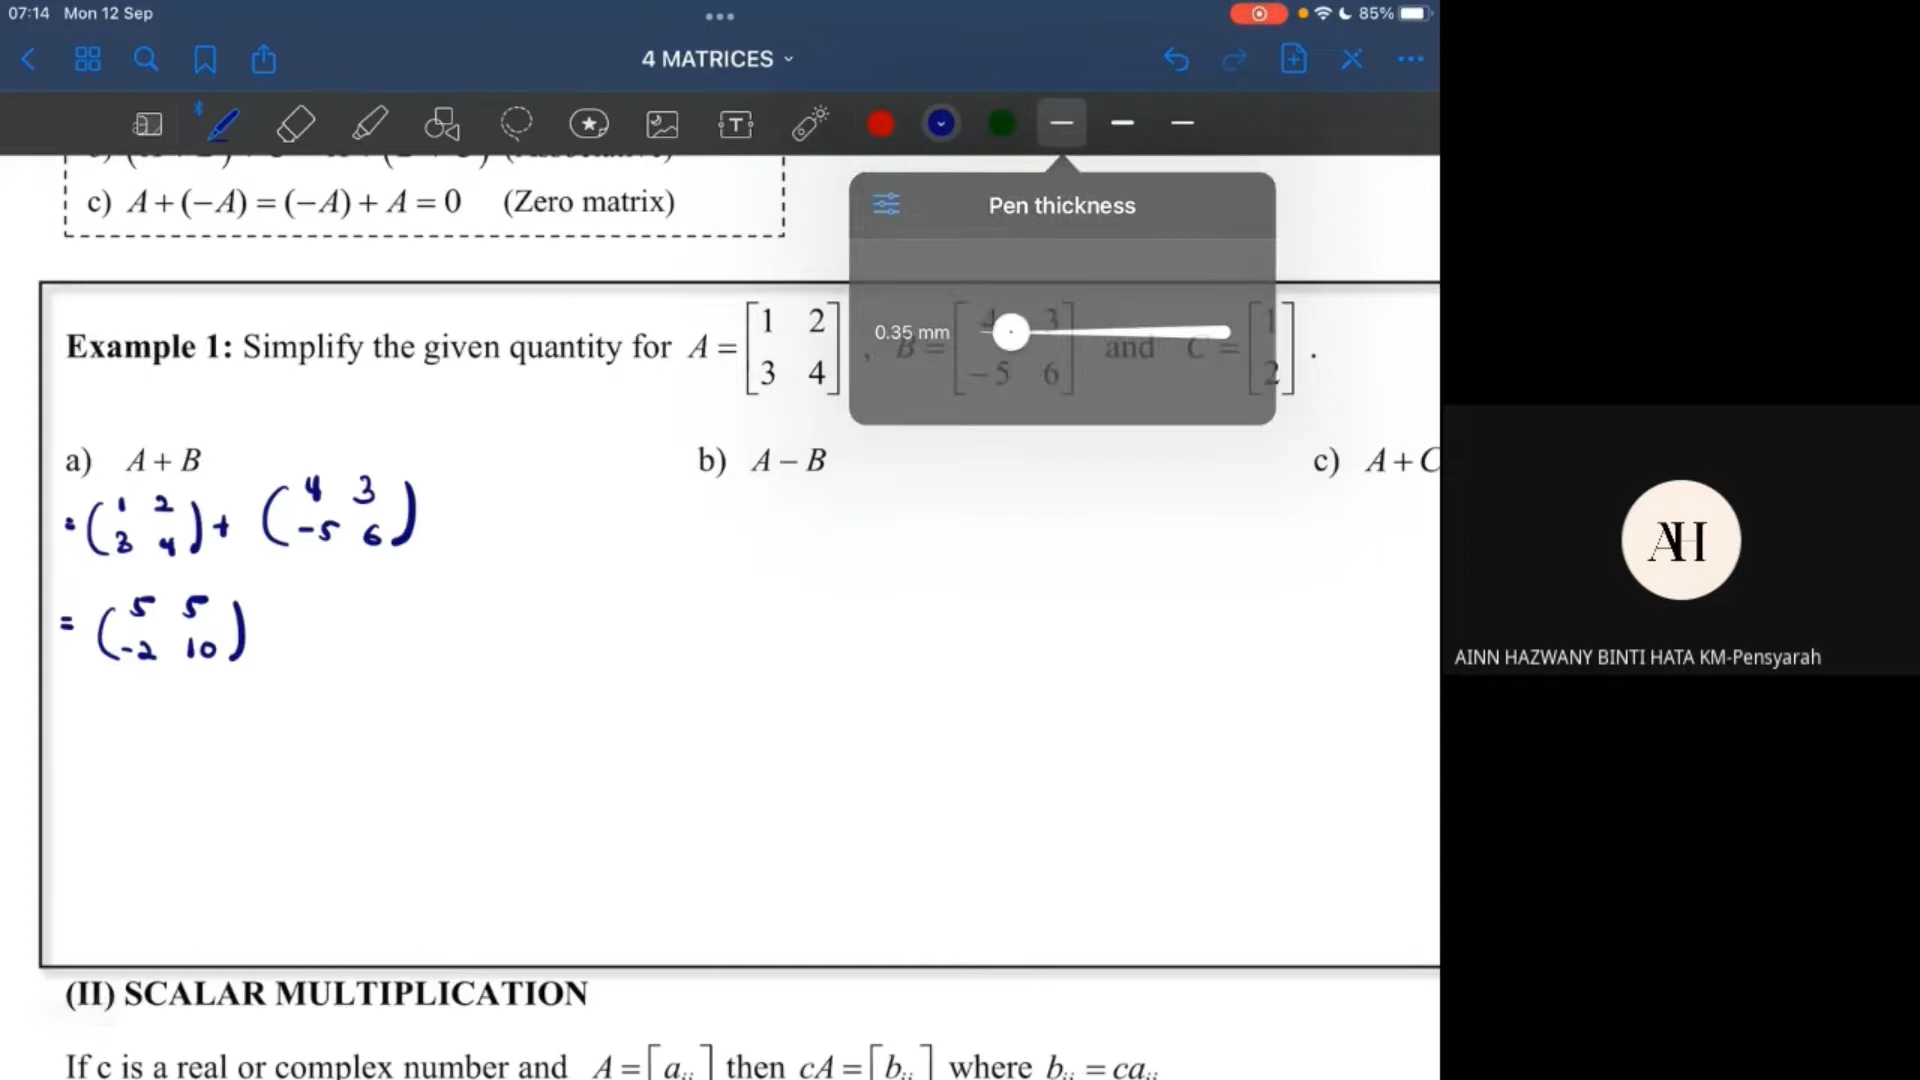 07:14 Mon 12 Sep
85%
4 MATRICES
c) A+(−A)=(−A)+A=0 (Zero matrix)
Pen thickness
0.35 mm
Example 1: Simplify the given quantity for A = [1 2 3 4] , B = [4 3 −5 6] and C = [1 2] .
a) A+B b) A−B c) A+C
= (1 2 3 4) + (4 3 -5 6)
= (5 5 -2 10)
AH
AINN HAZWANY BINTI HATA KM-Pensyarah
(II) SCALAR MULTIPLICATION
If c is a real or complex number and A=[aᵢⱼ] then cA=[bᵢⱼ] where bᵢⱼ = caᵢⱼ